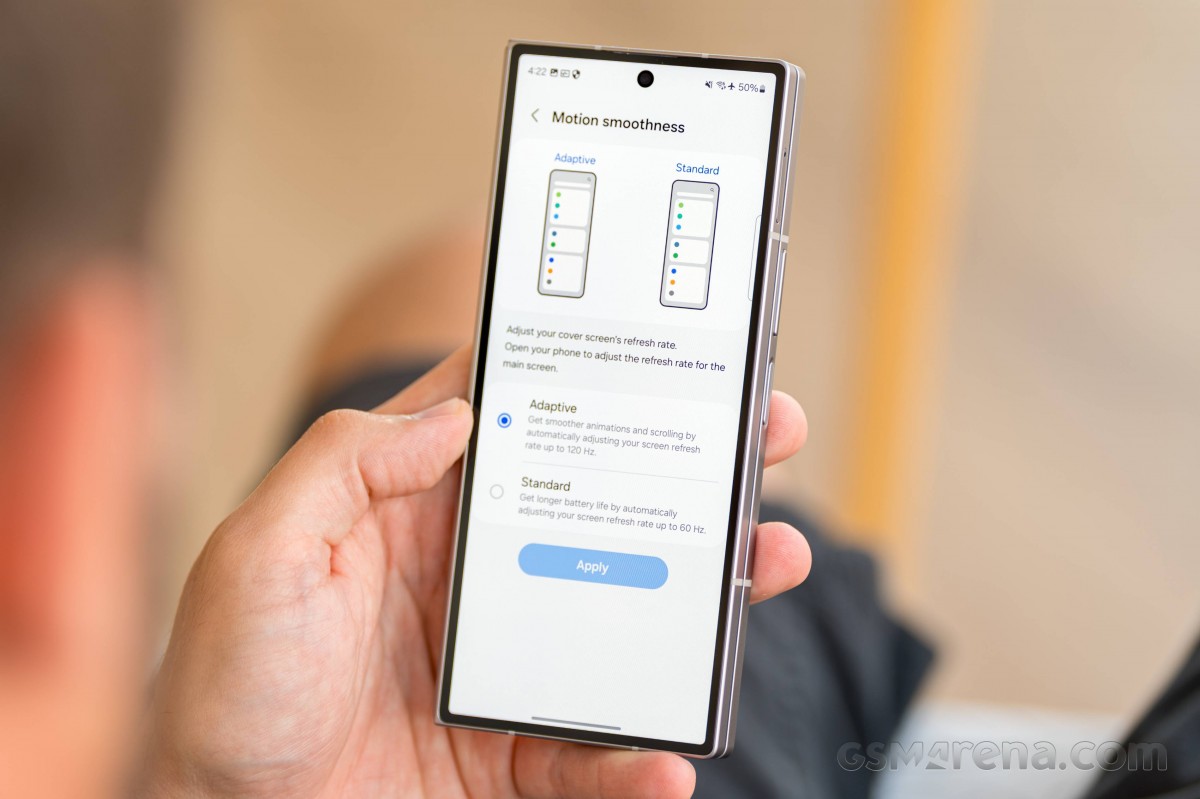 4:22
50%
Motion smoothness
Adaptive
Standard
Adjust your cover screen's refresh rate.
Open your phone to adjust the refresh rate for the
main screen.
Adaptive
Get smoother animations and scrolling by
automatically adjusting your screen refresh
rate up to 120 Hz.
Standard
Get longer battery life by automatically
adjusting your screen refresh rate up to 60 Hz.
Apply
GSMArena.com